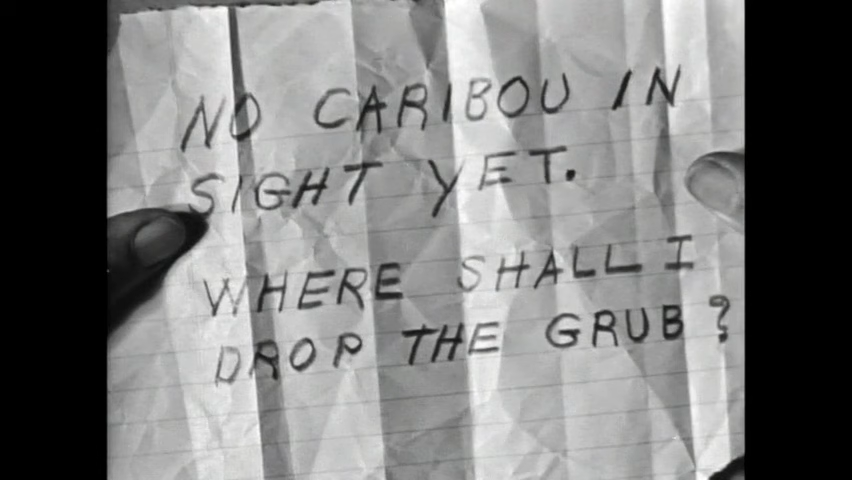 NO CARIBOU IN
SIGHT YET.
WHERE SHALL I
DROP THE GRUB?